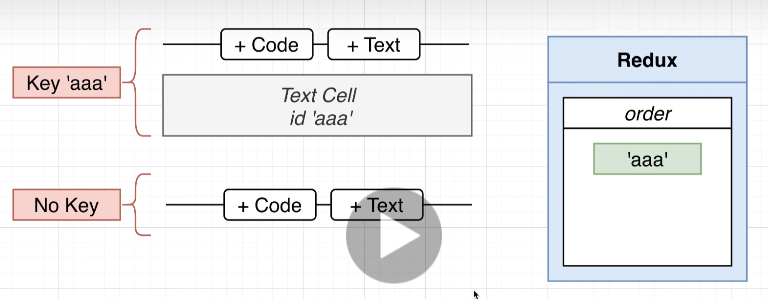 Key 'aaa'
+ Code
+ Text
Text Cell
id 'aaa'
No Key
+ Code
+ Text
Redux
order
'aaa'